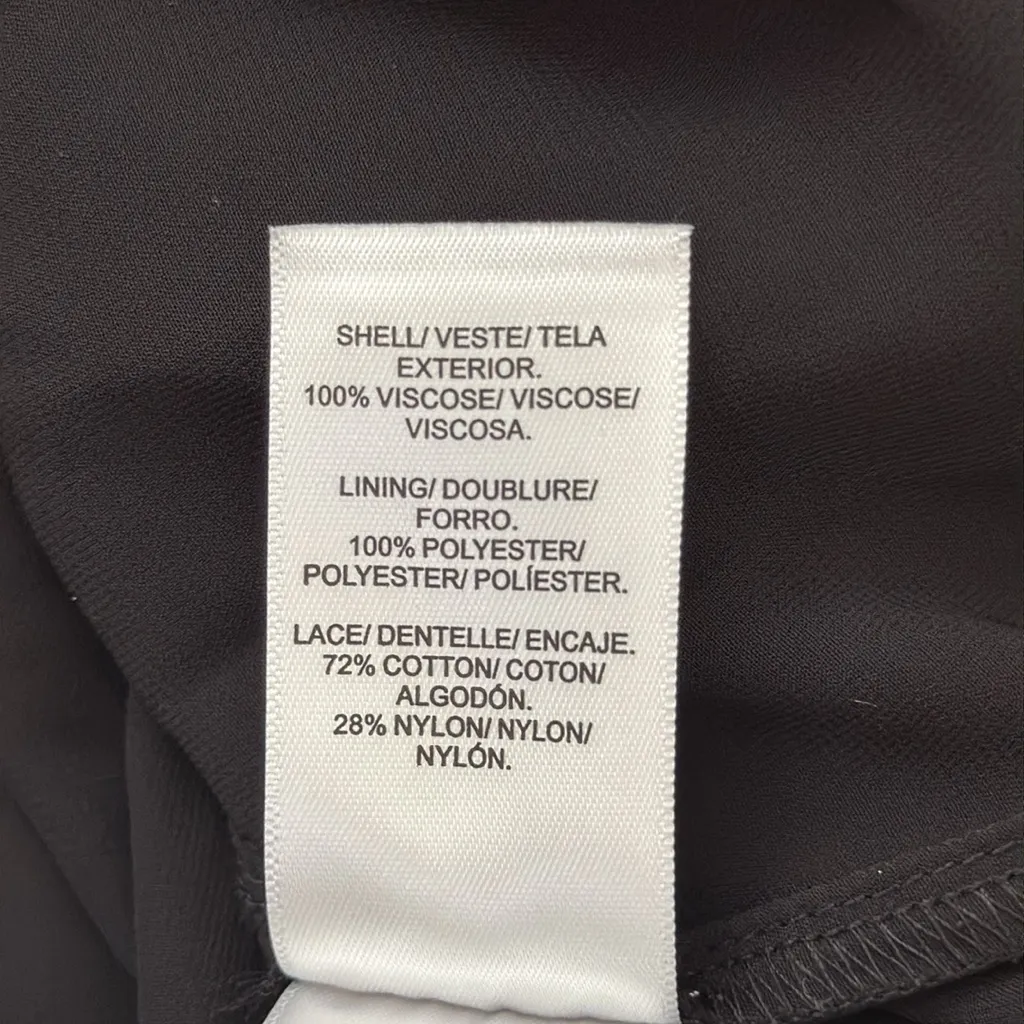 SHELL/ VESTE/ TELA
EXTERIOR.
100% VISCOSE/ VISCOSE/
VISCOSA.
LINING/ DOUBLURE/
FORRO.
100% POLYESTER/
POLYESTER/ POLÍESTER.
LACE/ DENTELLE/ ENCAJE.
72% COTTON/ COTON/
ALGODÓN.
28% NYLON/ NYLON/
NYLÓN.